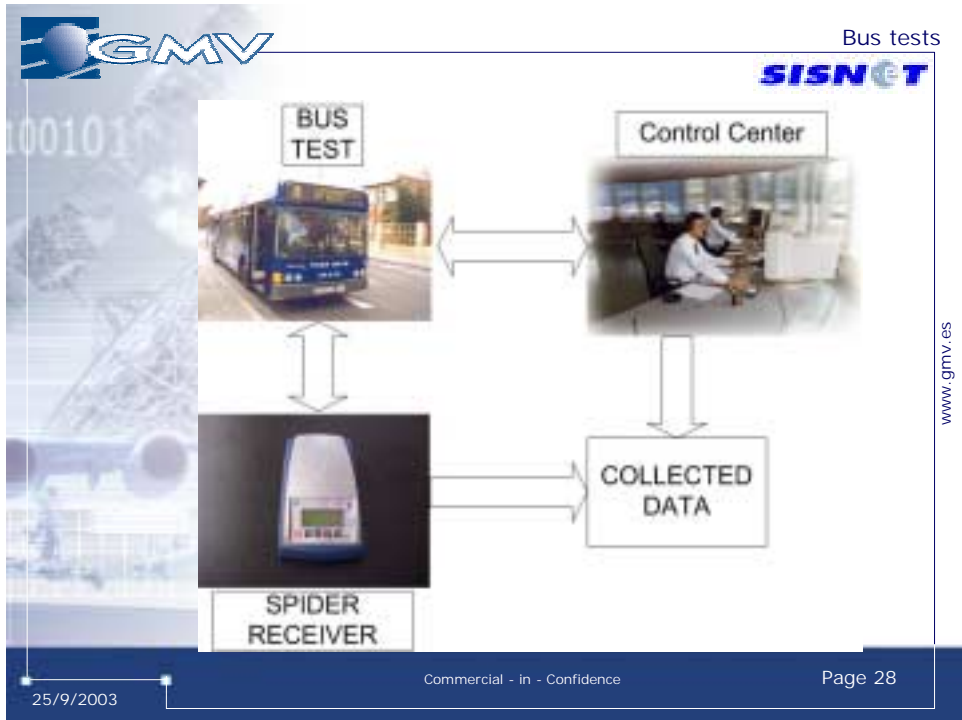 GMV
Bus tests
SISNeT
100101
BUS
TEST
Control Center
www.gmv.es
COLLECTED
DATA
SPIDER
RECEIVER
25/9/2003
Commercial - in - Confidence
Page 28